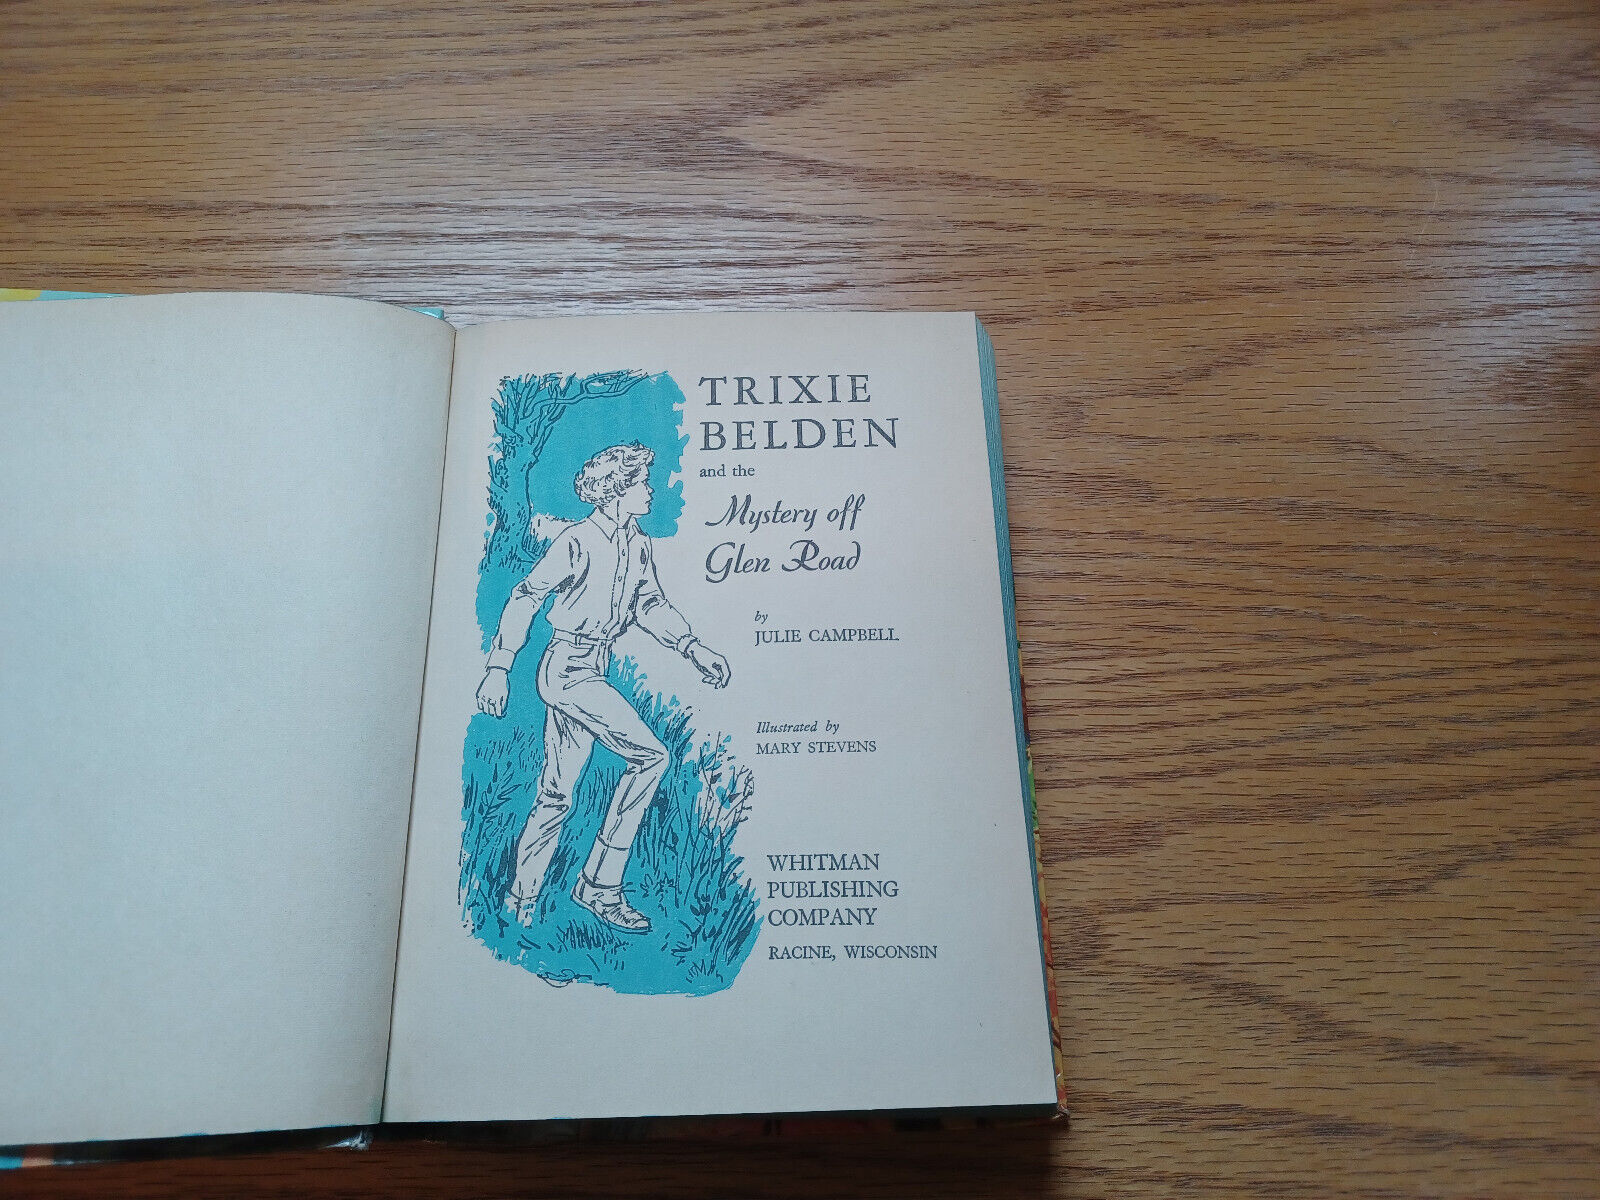 TRIXIE
BELDEN
and the
Mystery off
Glen Road
by
JULIE CAMPBELL
Illustrated by
MARY STEVENS
WHITMAN
PUBLISHING
COMPANY
RACINE, WISCONSIN